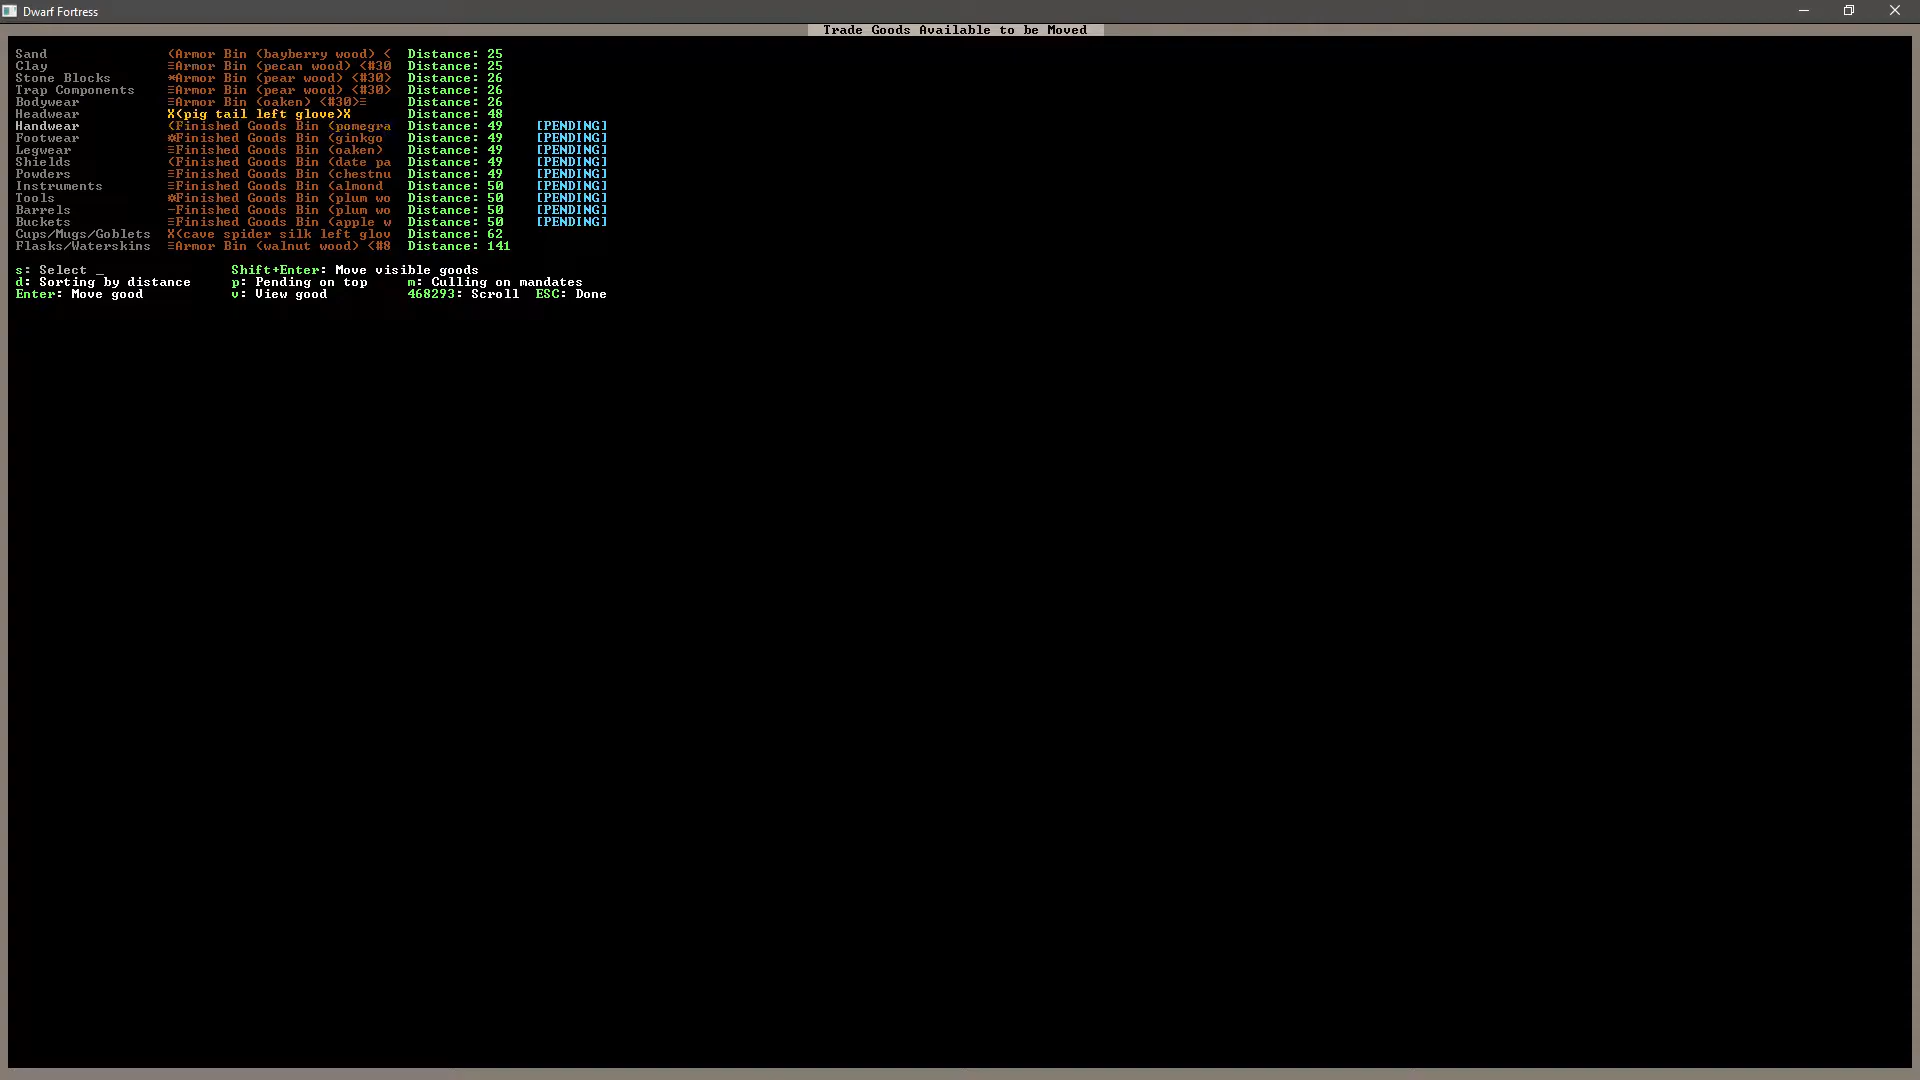 Dwarf Fortress
Trade Goods Available to be Moved
Sand (Armor Bin (bayberry wood) < Distance: 25
Clay ≡Armor Bin (pecan wood) <#30 Distance: 25
Stone Blocks *Armor Bin (pear wood) <#30> Distance: 26
Trap Components ≡Armor Bin (pear wood) <#30> Distance: 26
Bodywear ≡Armor Bin (oaken) <#30>≡ Distance: 26
Headwear X(pig tail left glove)X Distance: 48
Handwear (Finished Goods Bin (pomegra Distance: 49 [PENDING]
Footwear ☼Finished Goods Bin (ginkgo Distance: 49 [PENDING]
Legwear ≡Finished Goods Bin (oaken) Distance: 49 [PENDING]
Shields (Finished Goods Bin (date pa Distance: 49 [PENDING]
Powders ≡Finished Goods Bin (chestnu Distance: 49 [PENDING]
Instruments ≡Finished Goods Bin (almond Distance: 50 [PENDING]
Tools ☼Finished Goods Bin (plum wo Distance: 50 [PENDING]
Barrels -Finished Goods Bin (plum wo Distance: 50 [PENDING]
Buckets ≡Finished Goods Bin (apple w Distance: 50 [PENDING]
Cups/Mugs/Goblets X(cave spider silk left glov Distance: 62
Flasks/Waterskins ≡Armor Bin (walnut wood) <#8 Distance: 141
s: Select _ Shift+Enter: Move visible goods
d: Sorting by distance p: Pending on top m: Culling on mandates
Enter: Move good v: View good 468293: Scroll ESC: Done